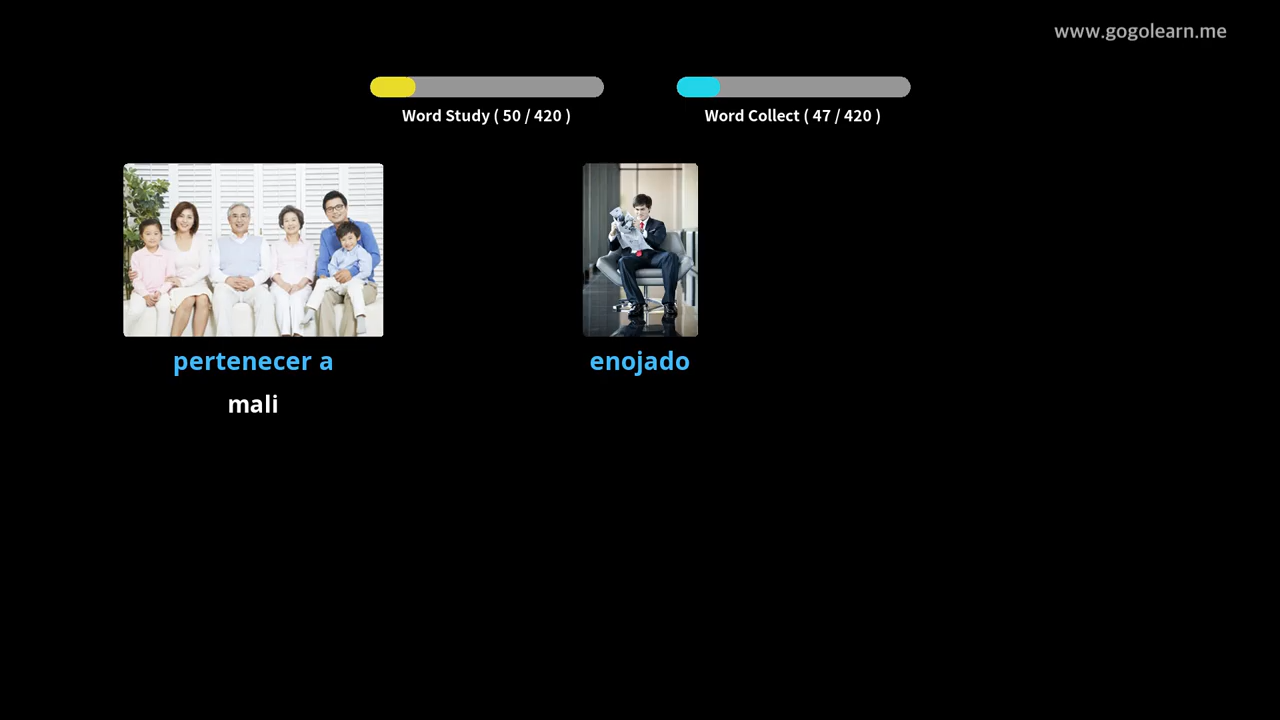 www.gogolearn.me
Word Study ( 50 / 420 )
Word Collect ( 47 / 420 )
pertenecer a
mali
enojado